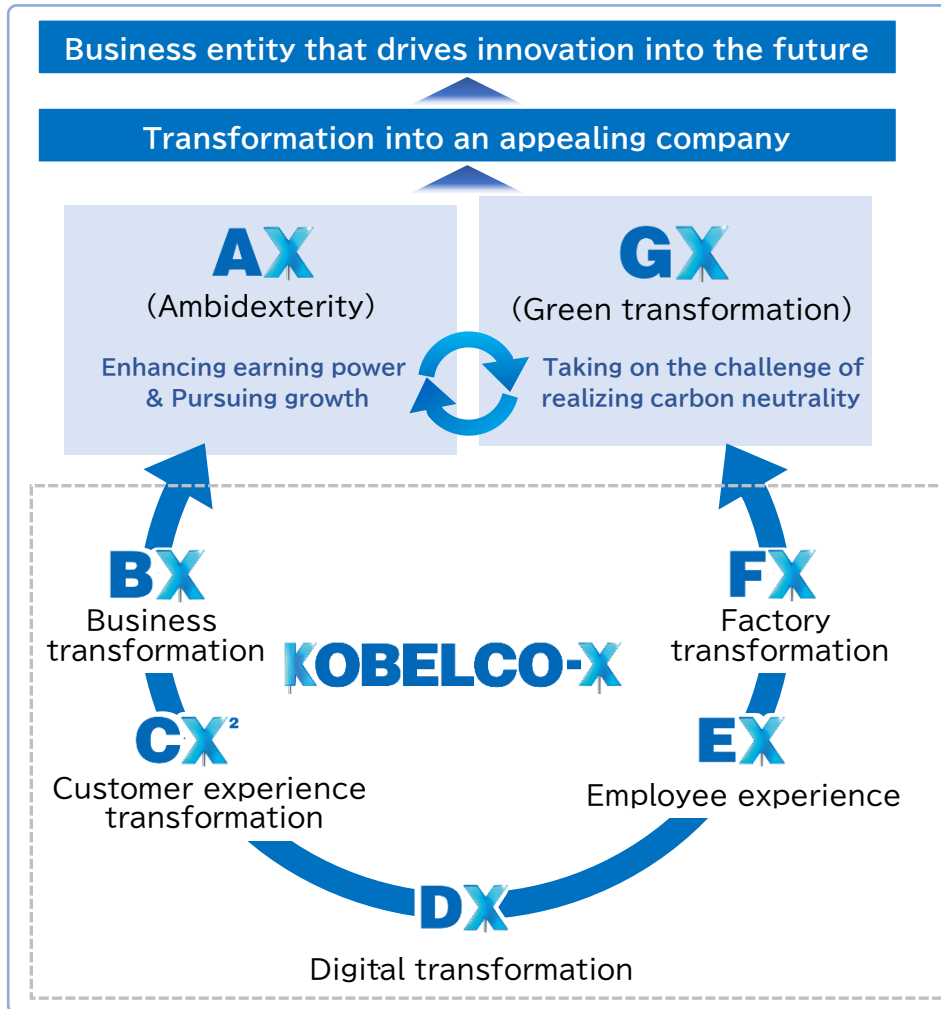 Business entity that drives innovation into the future
Transformation into an appealing company
AX
(Ambidexterity)
Enhancing earning power
& Pursuing growth
GX
(Green transformation)
Taking on the challenge of
realizing carbon neutrality
BX
Business
transformation
FX
Factory
transformation
KOBELCO-X
CX²
Customer experience
transformation
EX
Employee experience
DX
Digital transformation